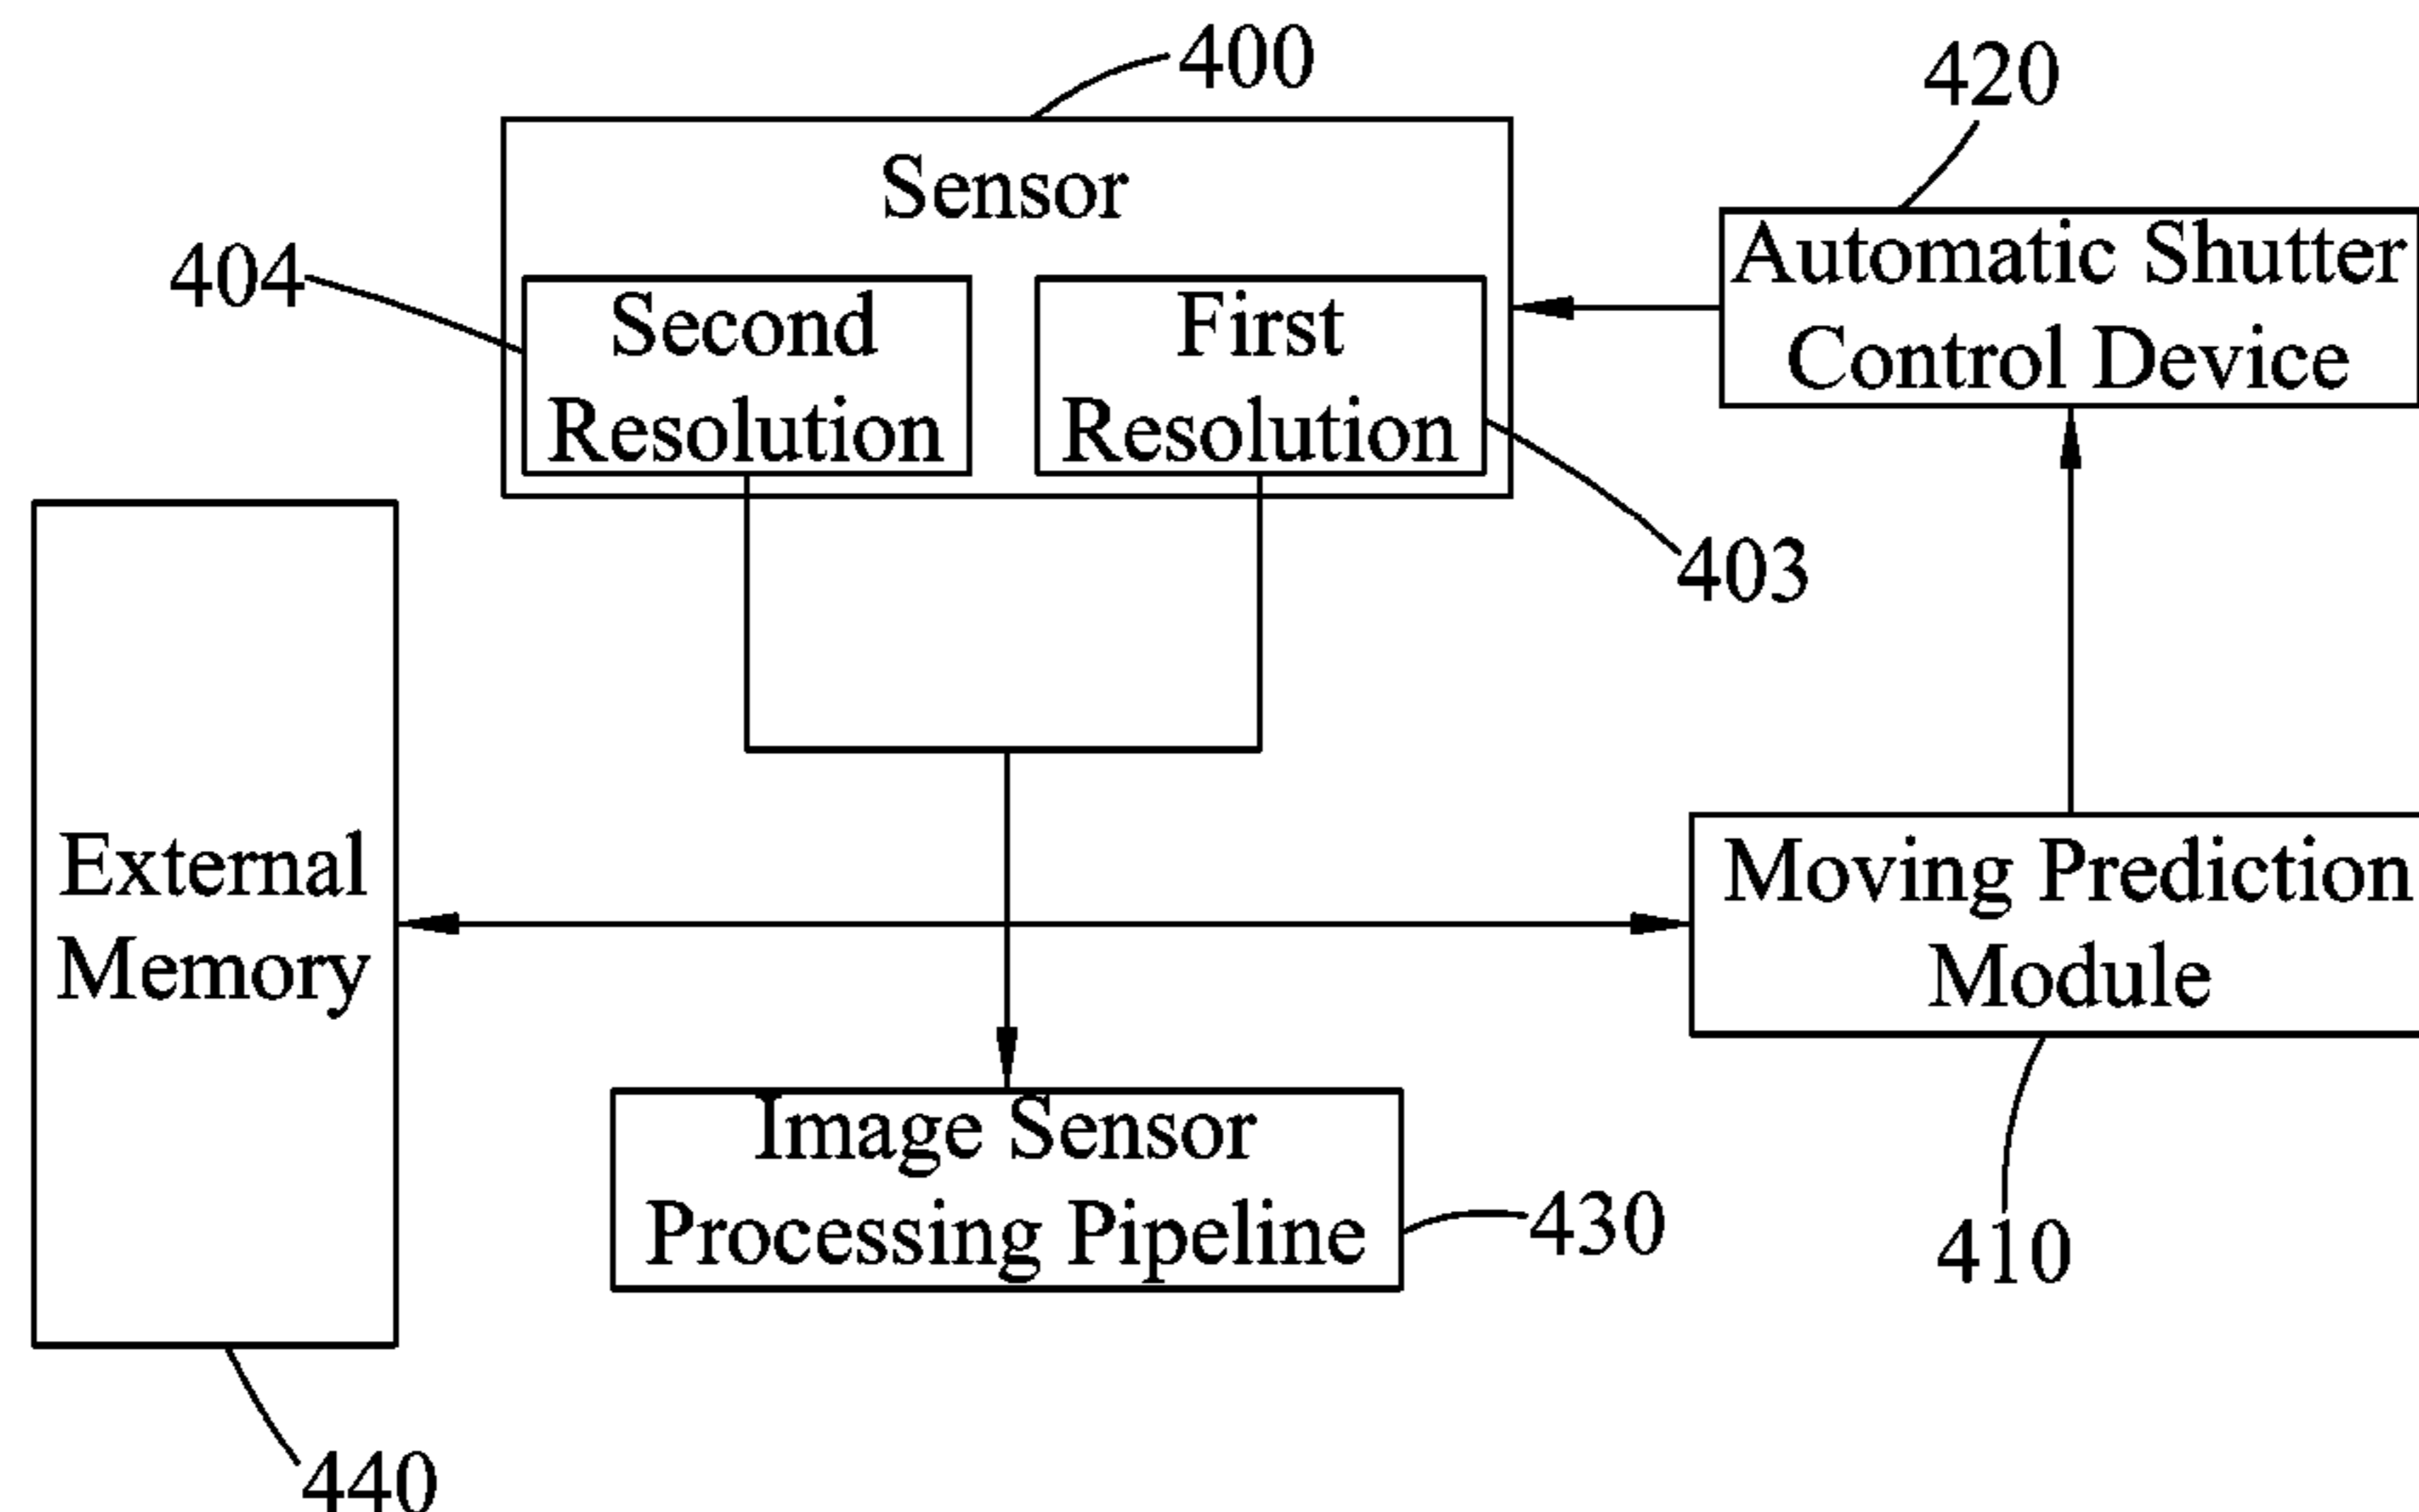 400
420
Sensor
404
Second
Resolution
First
Resolution
Automatic Shutter
Control Device
403
External
Memory
Moving Prediction
Module
Image Sensor
Processing Pipeline
430
410
440